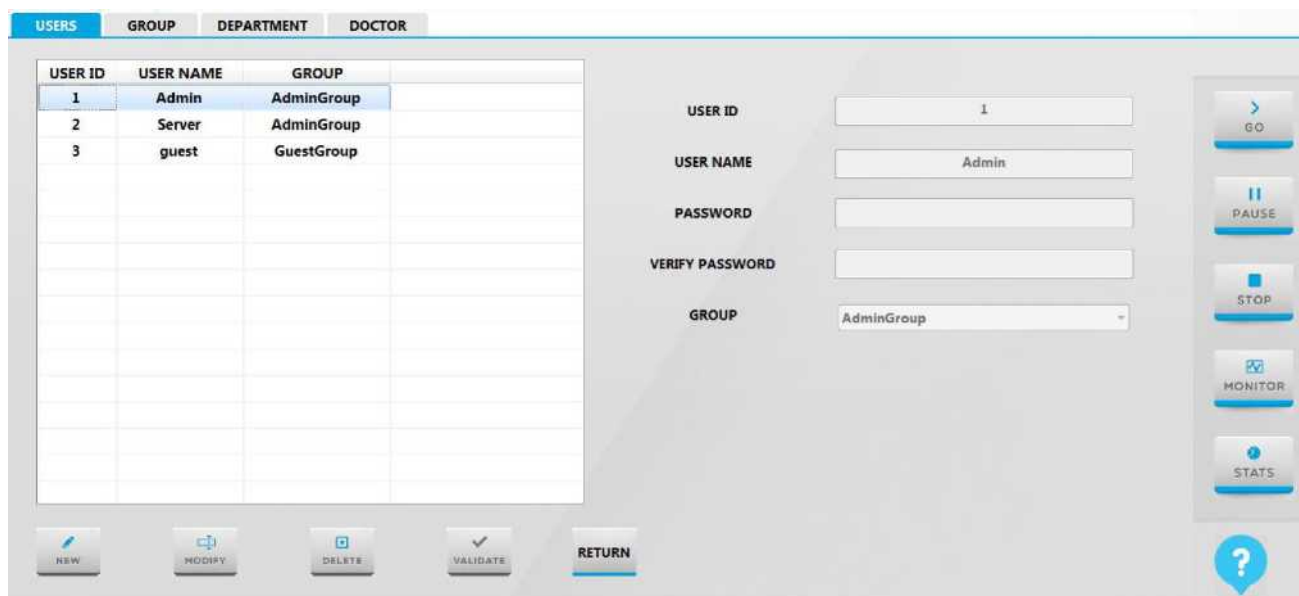 USERS GROUP DEPARTMENT DOCTOR
USER ID USER NAME GROUP
1 Admin AdminGroup
2 Server AdminGroup
3 guest GuestGroup
USER ID 1
USER NAME Admin
PASSWORD
VERIFY PASSWORD
GROUP AdminGroup
GO
PAUSE
STOP
MONITOR
STATS
NEW MODIFY DELETE VALIDATE RETURN
?